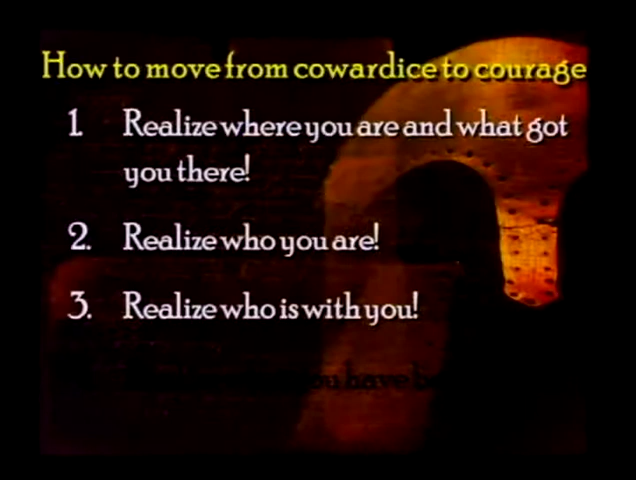 How to move from cowardice to courage
1. Realize where you are and what got
you there!
2. Realize who you are!
3. Realize who is with you!
you have